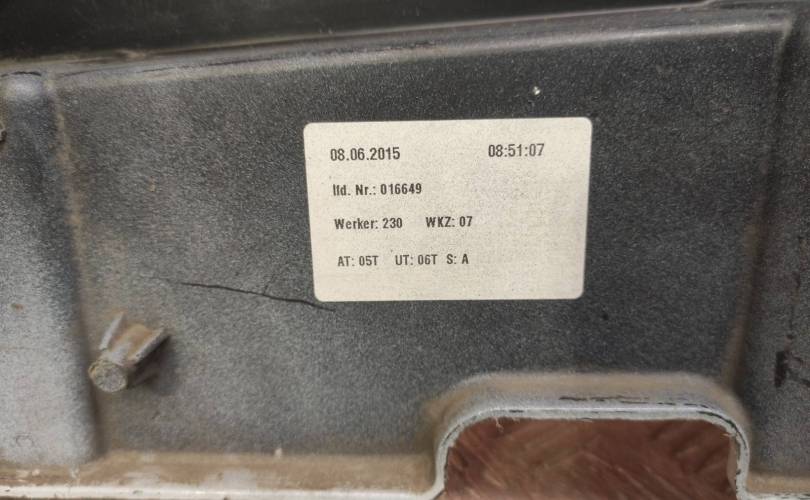 08.06.2015 08:51:07
lfd. Nr.: 016649
Werker: 230 WKZ: 07
AT: 05T UT: 06T S: A